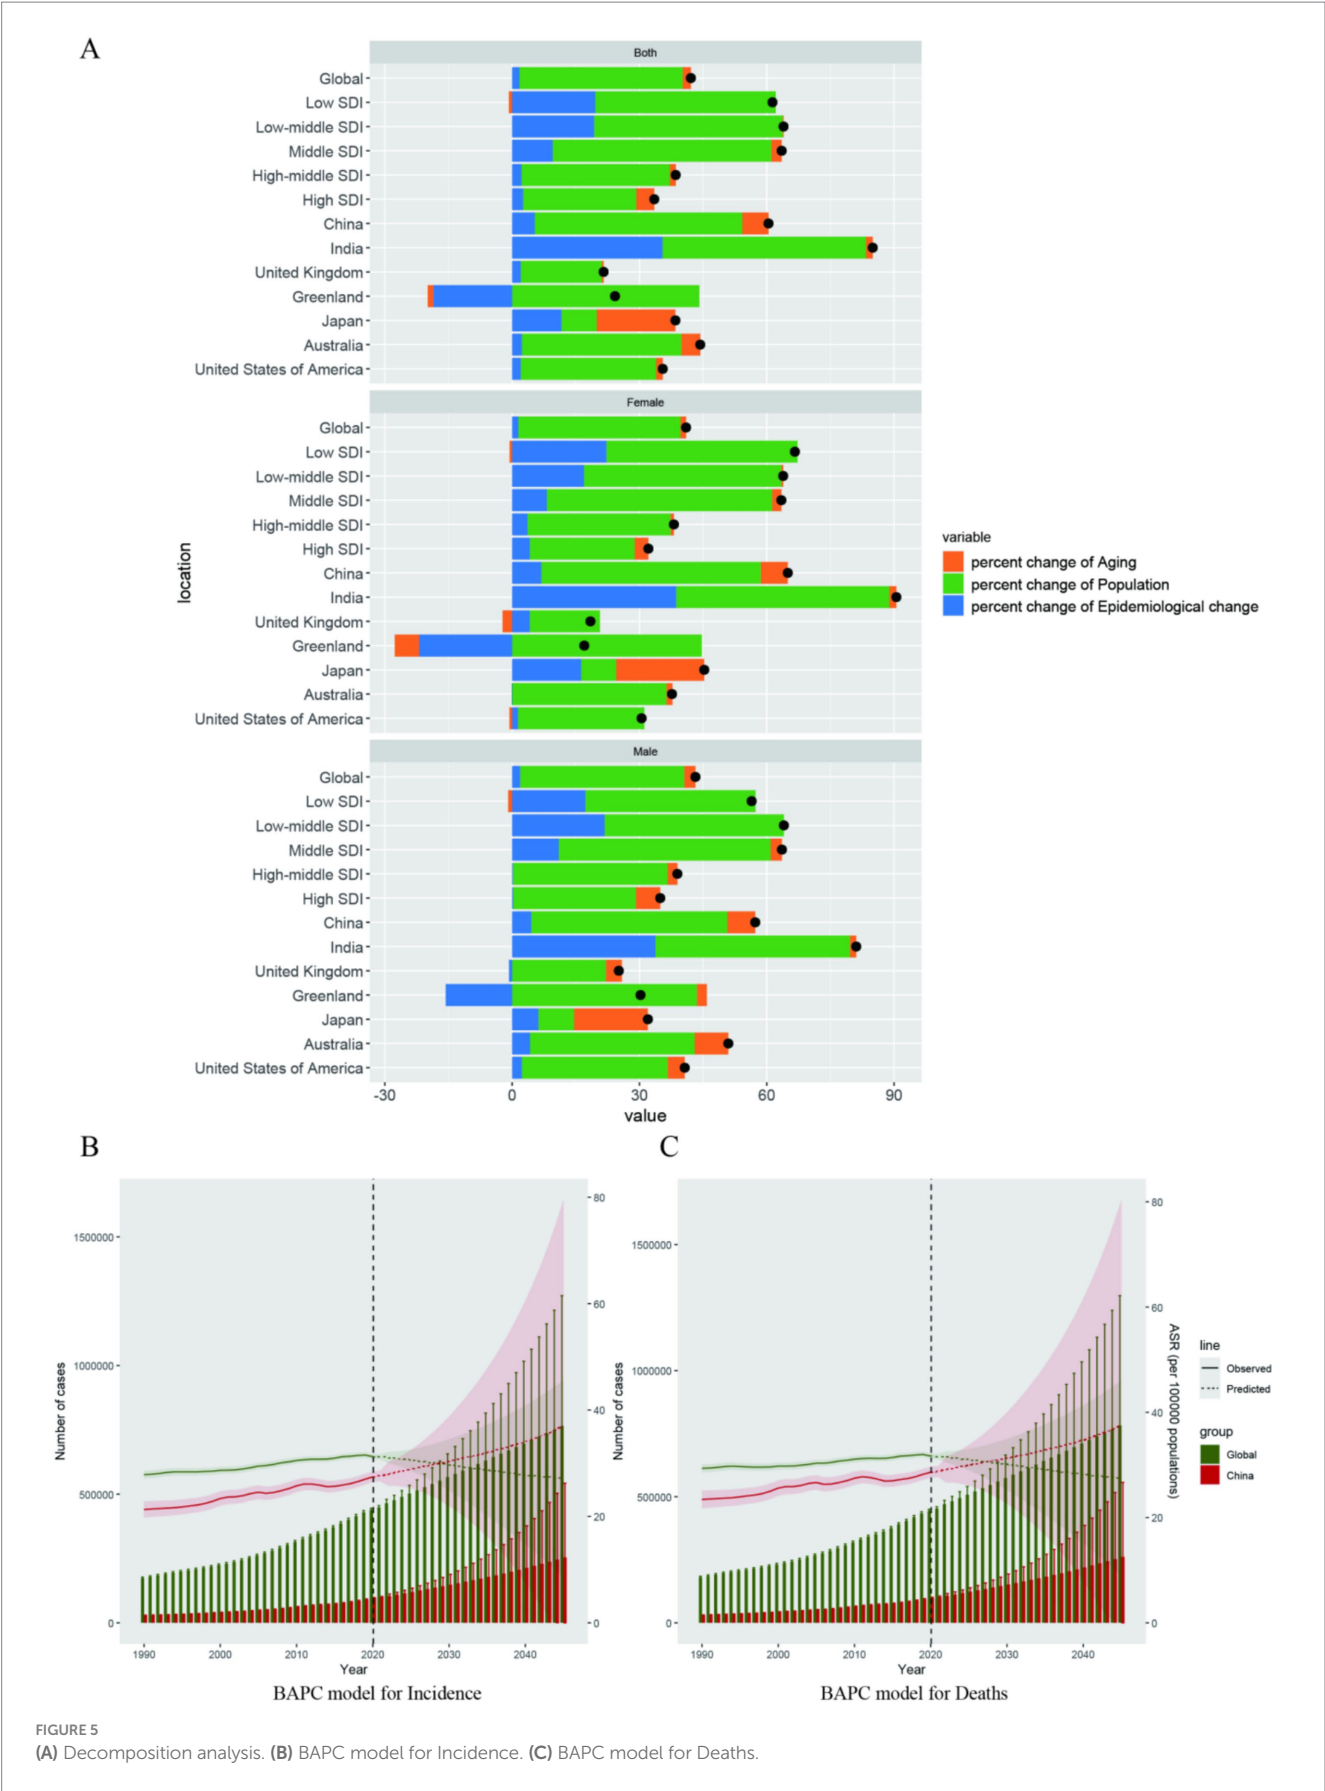 A
Both
Global
Low SDI
Low-middle SDI
Middle SDI
High-middle SDI
High SDI
China
India
United Kingdom
Greenland
Japan
Australia
United States of America
Female
Global
Low SDI
Low-middle SDI
Middle SDI
High-middle SDI
High SDI
China
India
United Kingdom
Greenland
Japan
Australia
United States of America
Male
Global
Low SDI
Low-middle SDI
Middle SDI
High-middle SDI
High SDI
China
India
United Kingdom
Greenland
Japan
Australia
United States of America
-30 0 30 60 90
value
location
variable
percent change of Aging
percent change of Population
percent change of Epidemiological change
B
Number of cases
1500000
1000000
500000
0
80
60
40
20
0
1990 2000 2010 2020 2030 2040
Year
BAPC model for Incidence
C
Number of cases
1500000
1000000
500000
0
80
60
40
20
0
ASR (per 100000 populations)
1990 2000 2010 2020 2030 2040
Year
BAPC model for Deaths
line
Observed
Predicted
group
Global
China
FIGURE 5
(A) Decomposition analysis. (B) BAPC model for Incidence. (C) BAPC model for Deaths.